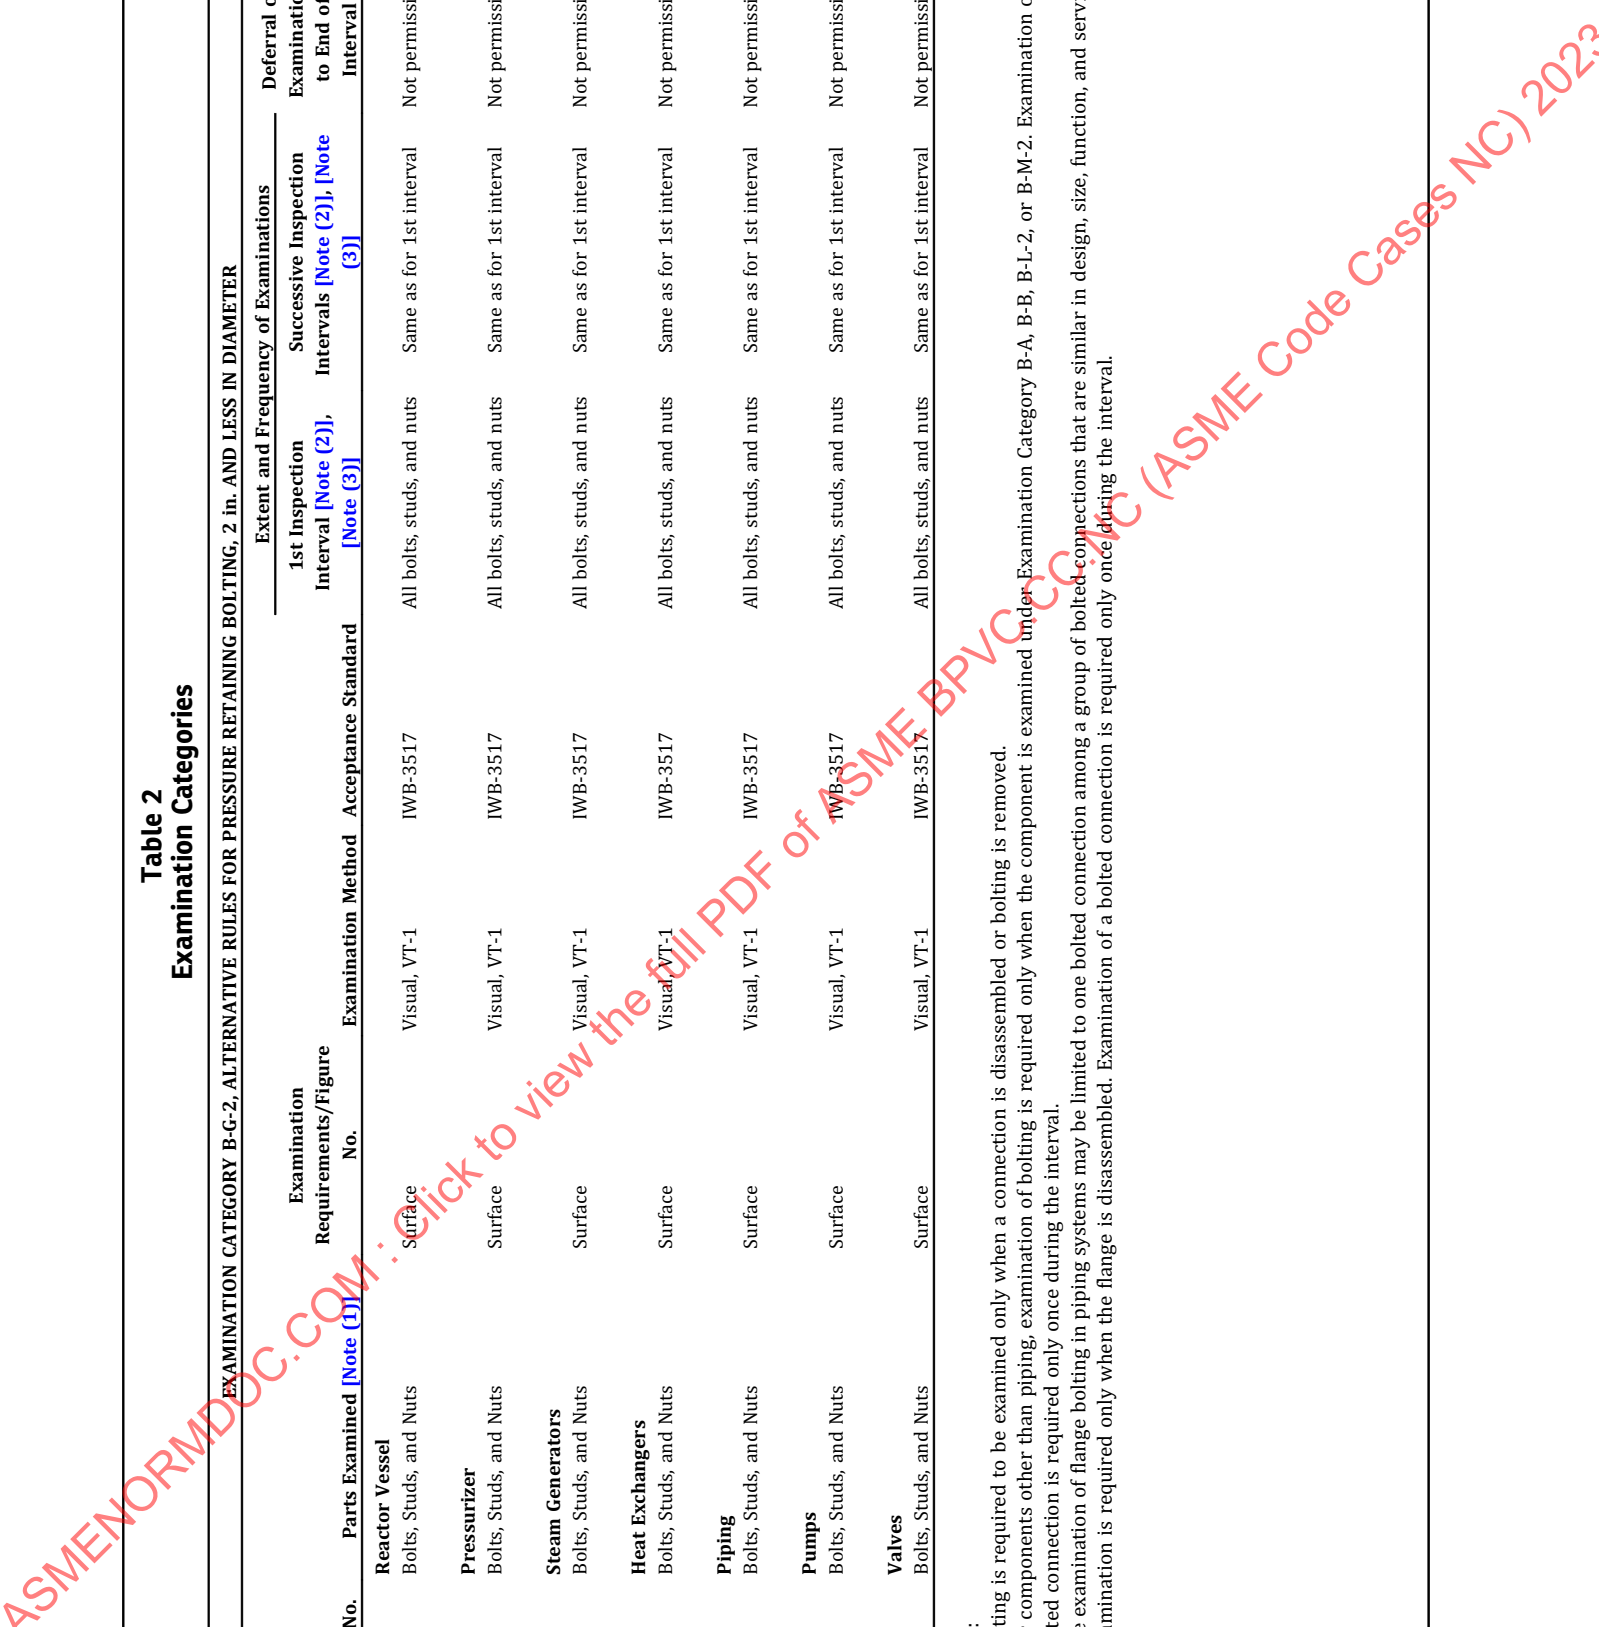 Table 2
Examination Categories
EXAMINATION CATEGORY B-G-2, ALTERNATIVE RULES FOR PRESSURE RETAINING BOLTING, 2 in. AND LESS IN DIAMETER
Extent and Frequency of Examinations
No.
Parts Examined [Note (1)]
Examination
Requirements/Figure
No.
Examination Method
Acceptance Standard
1st Inspection
Interval [Note (2)],
[Note (3)]
Successive Inspection
Intervals [Note (2)], [Note
(3)]
Deferral o
Examinatio
to End of
Interval
Reactor Vessel
Bolts, Studs, and Nuts Surface Visual, VT-1 IWB-3517 All bolts, studs, and nuts Same as for 1st interval Not permissi
Pressurizer
Bolts, Studs, and Nuts Surface Visual, VT-1 IWB-3517 All bolts, studs, and nuts Same as for 1st interval Not permissi
Steam Generators
Bolts, Studs, and Nuts Surface Visual, VT-1 IWB-3517 All bolts, studs, and nuts Same as for 1st interval Not permissi
Heat Exchangers
Bolts, Studs, and Nuts Surface Visual, VT-1 IWB-3517 All bolts, studs, and nuts Same as for 1st interval Not permissi
Piping
Bolts, Studs, and Nuts Surface Visual, VT-1 IWB-3517 All bolts, studs, and nuts Same as for 1st interval Not permissi
Pumps
Bolts, Studs, and Nuts Surface Visual, VT-1 IWB-3517 All bolts, studs, and nuts Same as for 1st interval Not permissi
Valves
Bolts, Studs, and Nuts Surface Visual, VT-1 IWB-3517 All bolts, studs, and nuts Same as for 1st interval Not permissi
:
ting is required to be examined only when a connection is disassembled or bolting is removed.
components other than piping, examination of bolting is required only when the component is examined under Examination Category B-A, B-B, B-L-2, or B-M-2. Examination o
ted connection is required only once during the interval.
e examination of flange bolting in piping systems may be limited to one bolted connection among a group of bolted connections that are similar in design, size, function, and servi
mination is required only when the flange is disassembled. Examination of a bolted connection is required only once during the interval.
ASMENORMDOC.COM : Click to view the full PDF of ASME BPVC.CC.NC (ASME Code Cases NC) 2023